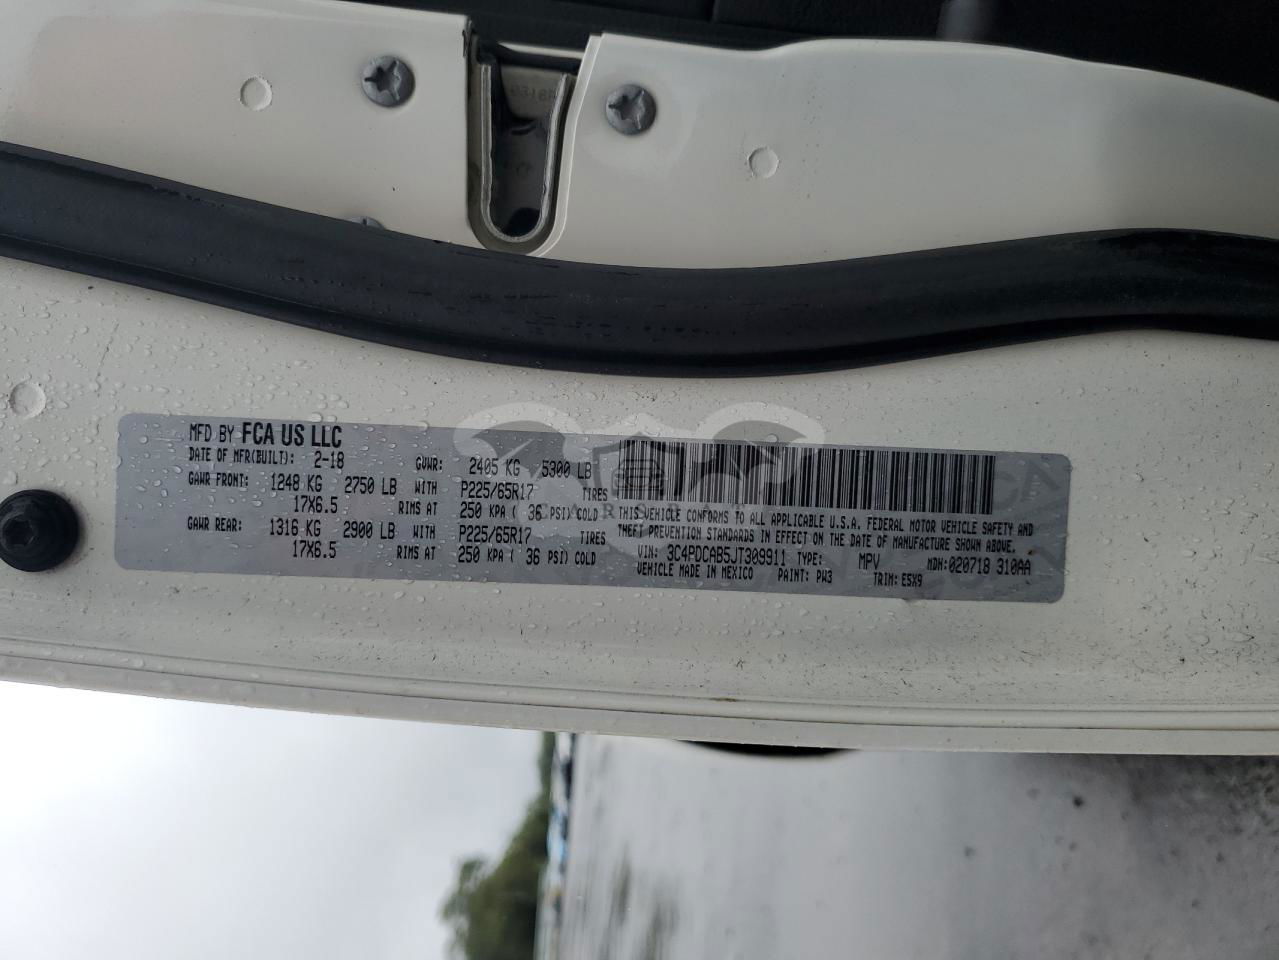 MFD BY FCA US LLC
DATE OF MFR(BUILT): 2-18 GVWR: 2405 KG 5300 LB
GAWR FRONT: 1248 KG 2750 LB WITH P225/65R17 TIRES
17X6.5 RIMS AT 250 KPA ( 36 PSI) COLD
GAWR REAR: 1316 KG 2900 LB WITH P225/65R17 TIRES
17X6.5 RIMS AT 250 KPA ( 36 PSI) COLD
THIS VEHICLE CONFORMS TO ALL APPLICABLE U.S.A. FEDERAL MOTOR VEHICLE SAFETY AND
THEFT PREVENTION STANDARDS IN EFFECT ON THE DATE OF MANUFACTURE SHOWN ABOVE.
VIN: 3C4PDCAB5JT309911 TYPE: MPV MDH: 020718 310AA
VEHICLE MADE IN MEXICO PAINT: PW3 TRIM: E5X9